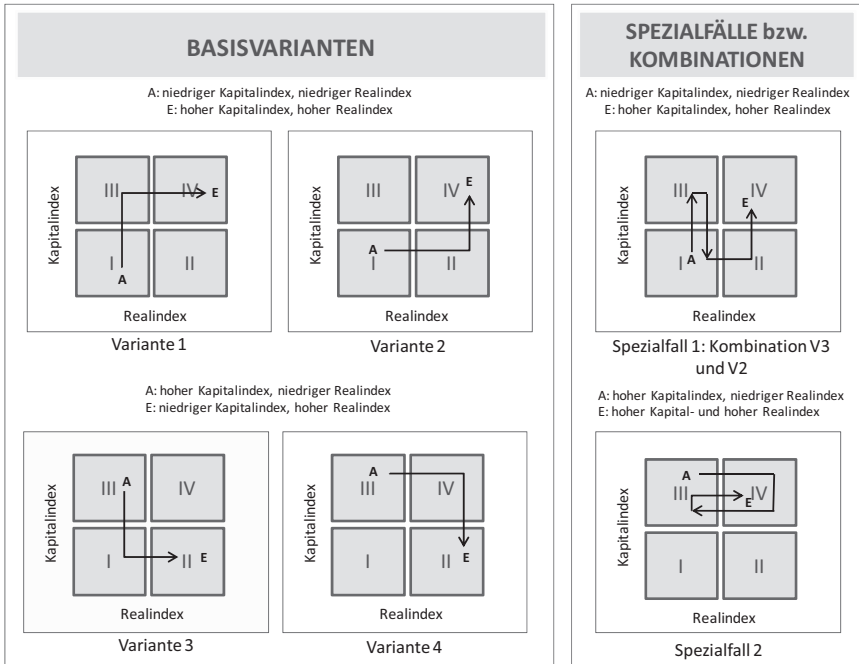 BASISVARIANTEN
A: niedriger Kapitalindex, niedriger Realindex
E: hoher Kapitalindex, hoher Realindex
Kapitalindex
III
IV
E
I
II
A
Realindex
Variante 1
Kapitalindex
III
IV
E
A
I
II
Realindex
Variante 2
A: hoher Kapitalindex, niedriger Realindex
E: niedriger Kapitalindex, hoher Realindex
Kapitalindex
III
A
IV
I
II
E
Realindex
Variante 3
Kapitalindex
A
III
IV
I
II
E
Realindex
Variante 4
SPEZIALFÄLLE bzw.
KOMBINATIONEN
A: niedriger Kapitalindex, niedriger Realindex
E: hoher Kapitalindex, hoher Realindex
Kapitalindex
III
IV
E
I
A
II
Realindex
Spezialfall 1: Kombination V3
und V2
A: hoher Kapitalindex, niedriger Realindex
E: hoher Kapital- und hoher Realindex
Kapitalindex
A
III
IV
E
I
II
Realindex
Spezialfall 2